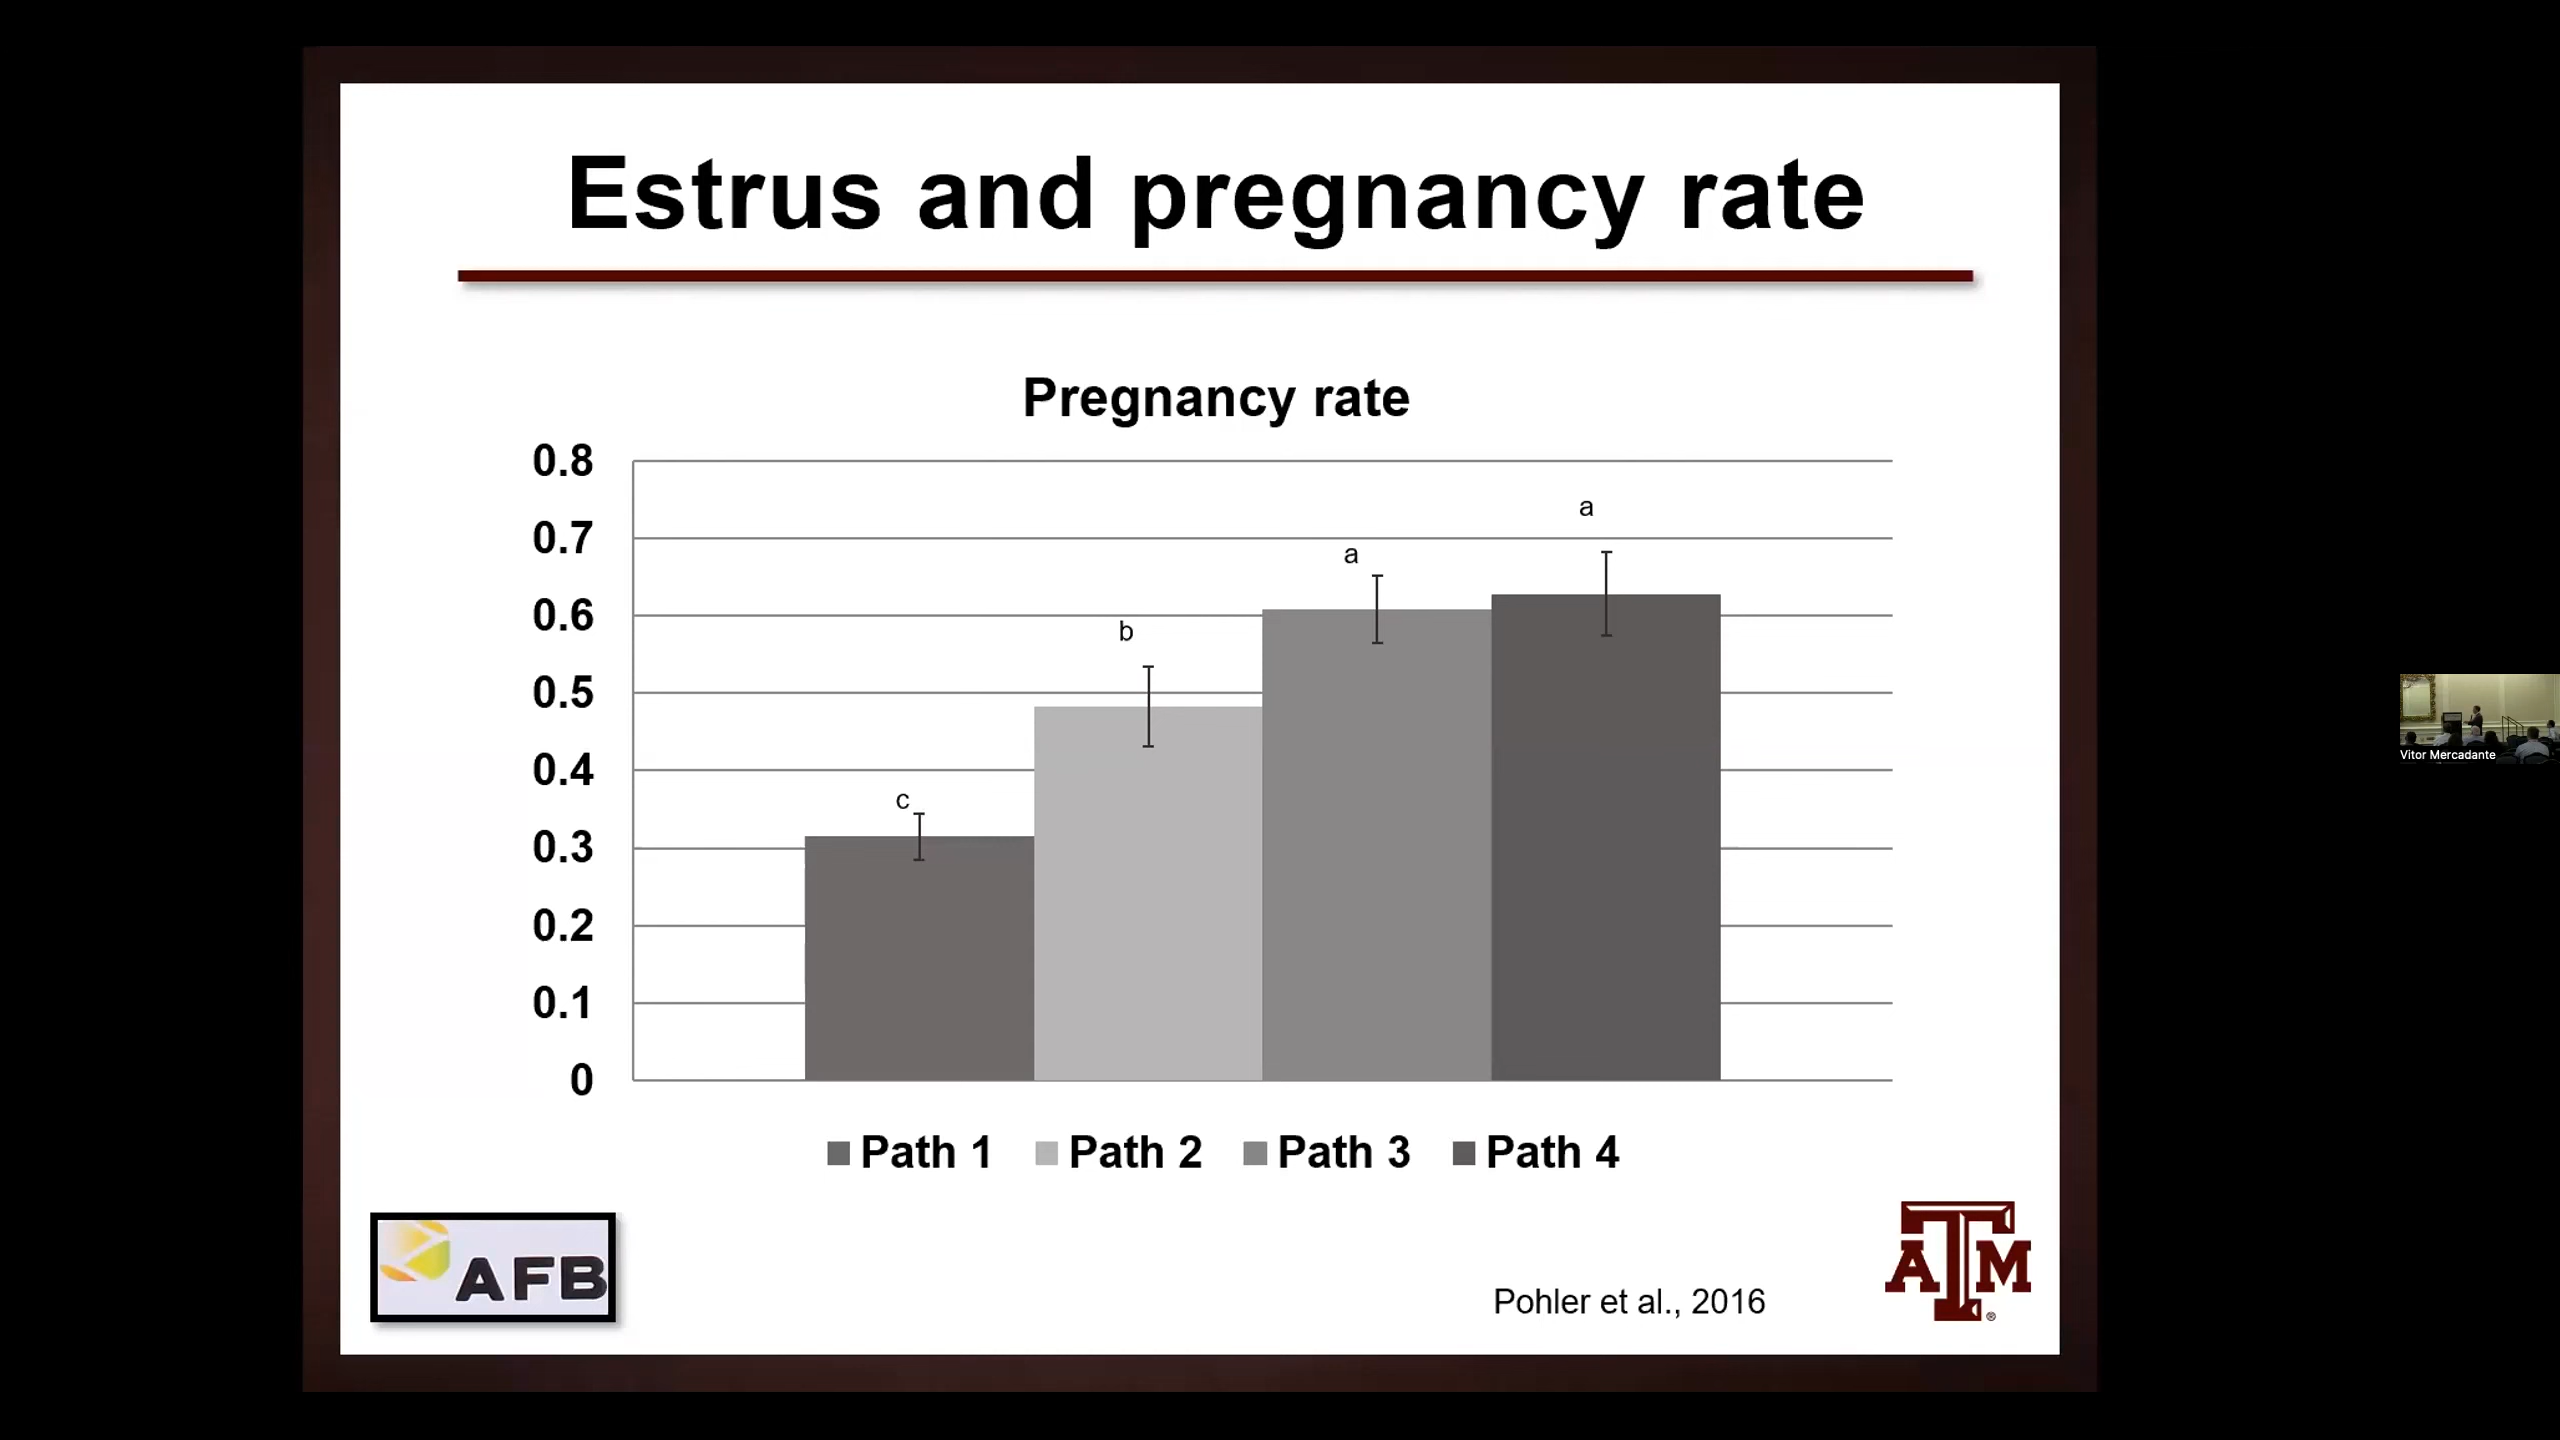 Estrus and pregnancy rate
Pregnancy rate
0.8
0.7
0.6
0.5
0.4
0.3
0.2
0.1
0
c
b
a
a
Path 1 Path 2 Path 3 Path 4
AFB
Pohler et al., 2016
ATM
®
Vitor Mercadante